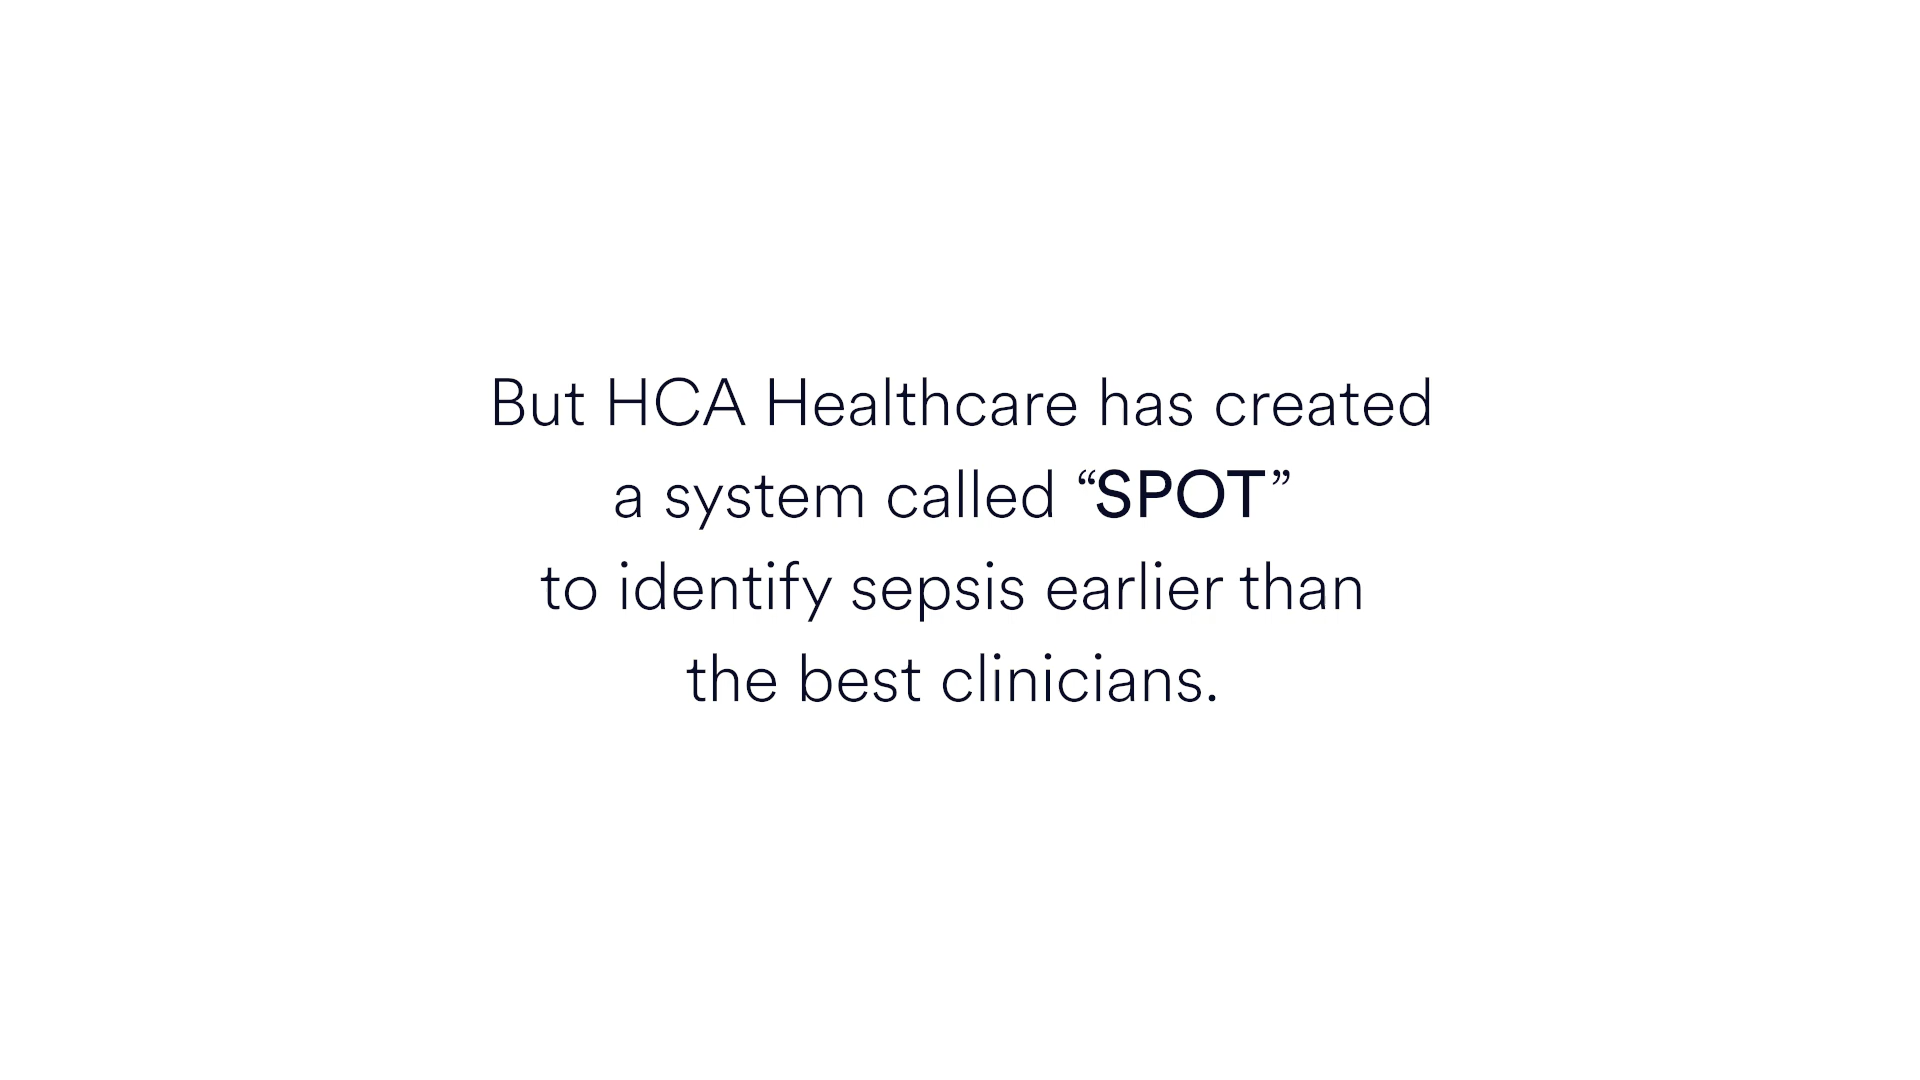 But HCA Healthcare has created
a system called “SPOT”
to identify sepsis earlier than
the best clinicians.